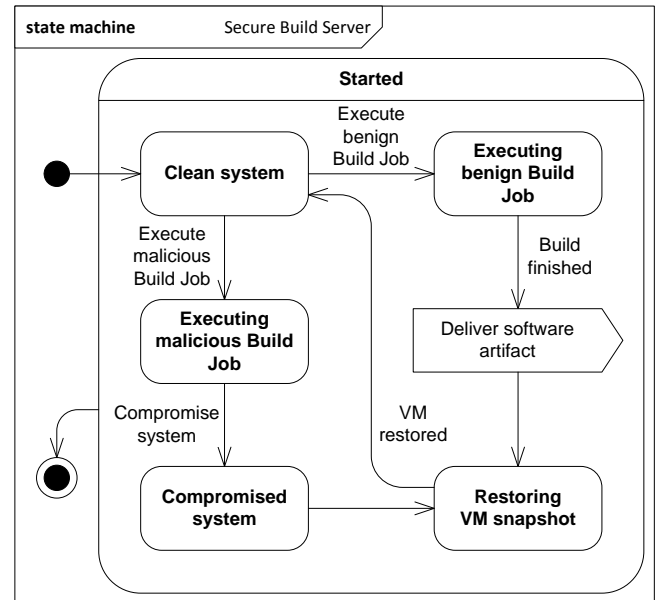 state machine Secure Build Server
Started
Execute
benign
Build Job
Clean system
Executing
benign Build
Job
Execute
malicious
Build Job
Build
finished
Executing
malicious Build
Job
Deliver software
artifact
Compromise
system
VM
restored
Compromised
system
Restoring
VM snapshot